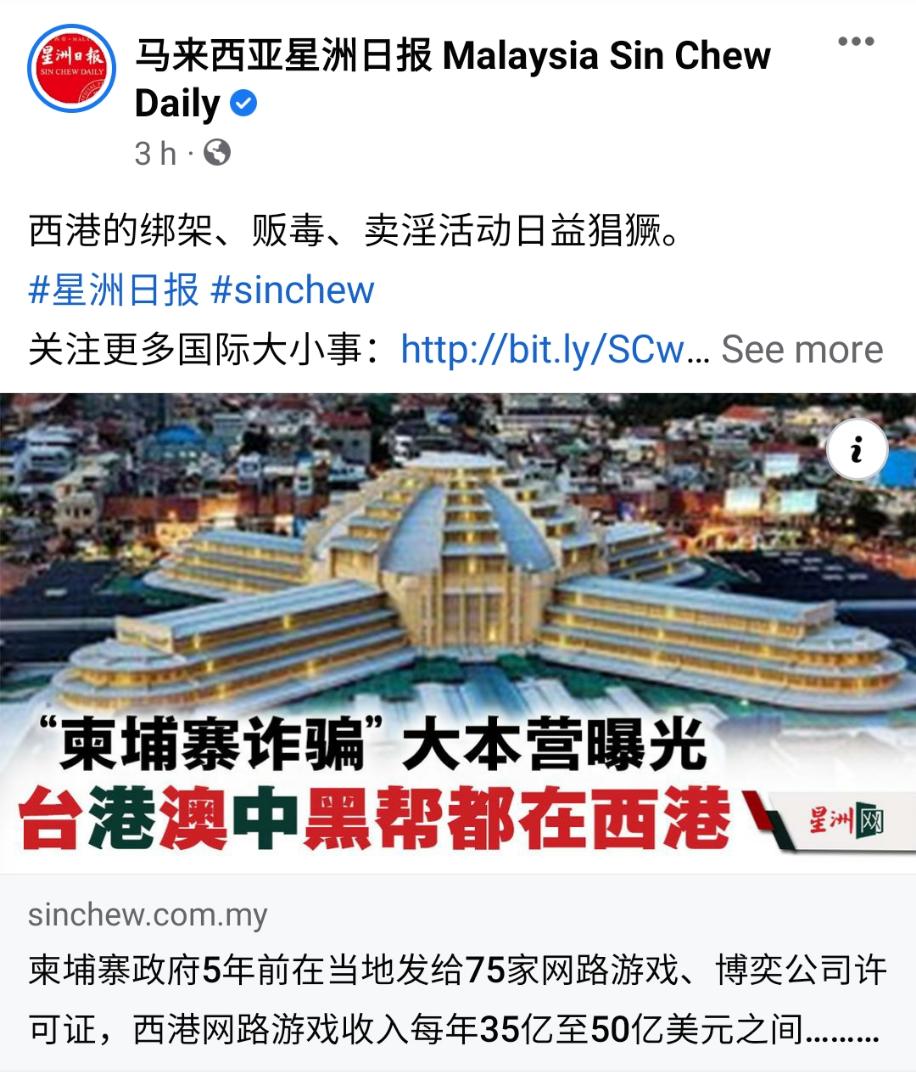 星洲日报
SIN CHEW DAILY
马来西亚星洲日报 Malaysia Sin Chew
Daily
3 h ·
西港的绑架、贩毒、卖淫活动日益猖獗。
#星洲日报 #sinchew
关注更多国际大小事：http://bit.ly/SCw... See more
“柬埔寨诈骗” 大本营曝光
台港澳中黑帮都在西港
星洲网
sinchew.com.my
柬埔寨政府5年前在当地发给75家网路游戏、博奕公司许
可证，西港网路游戏收入每年35亿至50亿美元之间………